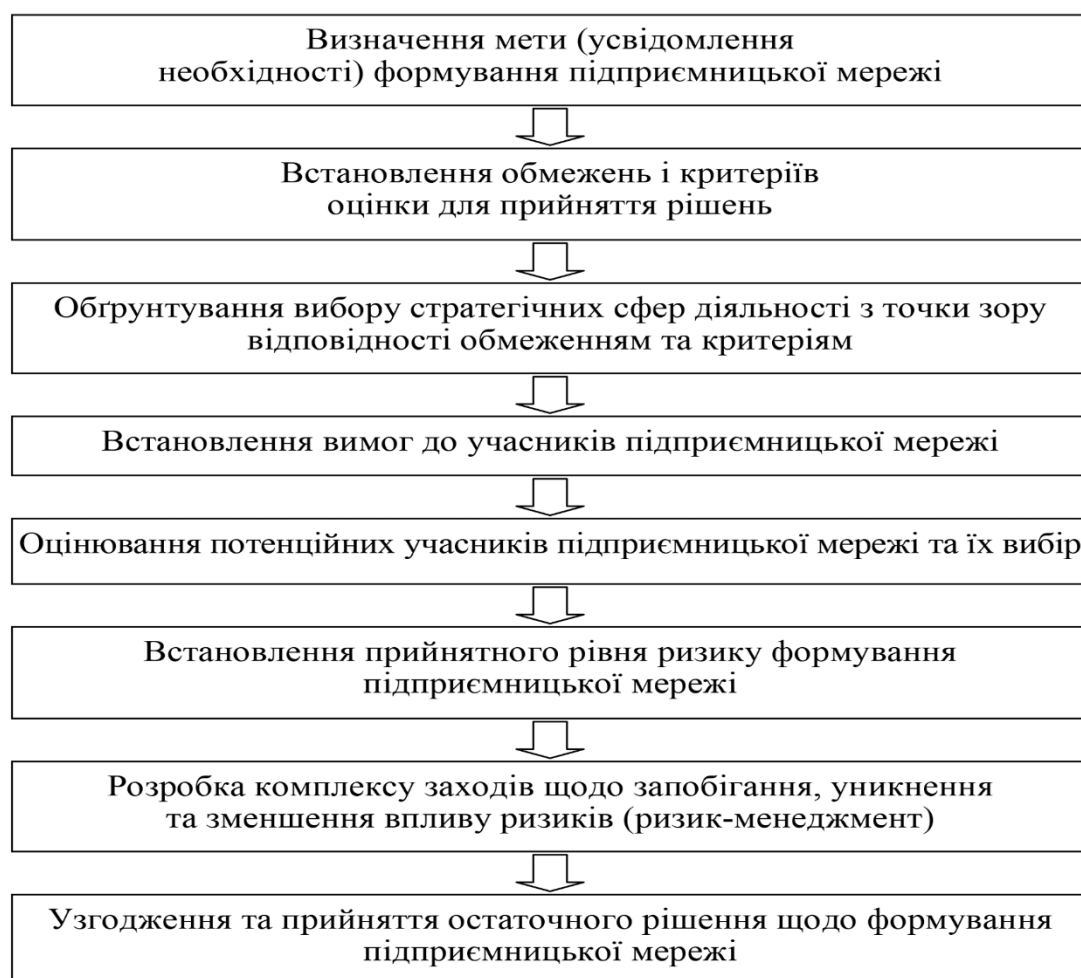 Визначення мети (усвідомлення
необхідності) формування підприємницької мережі
Встановлення обмежень і критеріїв
оцінки для прийняття рішень
Обґрунтування вибору стратегічних сфер діяльності з точки зору
відповідності обмеженням та критеріям
Встановлення вимог до учасників підприємницької мережі
Оцінювання потенційних учасників підприємницької мережі та їх вибір
Встановлення прийнятного рівня ризику формування
підприємницької мережі
Розробка комплексу заходів щодо запобігання, уникнення
та зменшення впливу ризиків (ризик-менеджмент)
Узгодження та прийняття остаточного рішення щодо формування
підприємницької мережі